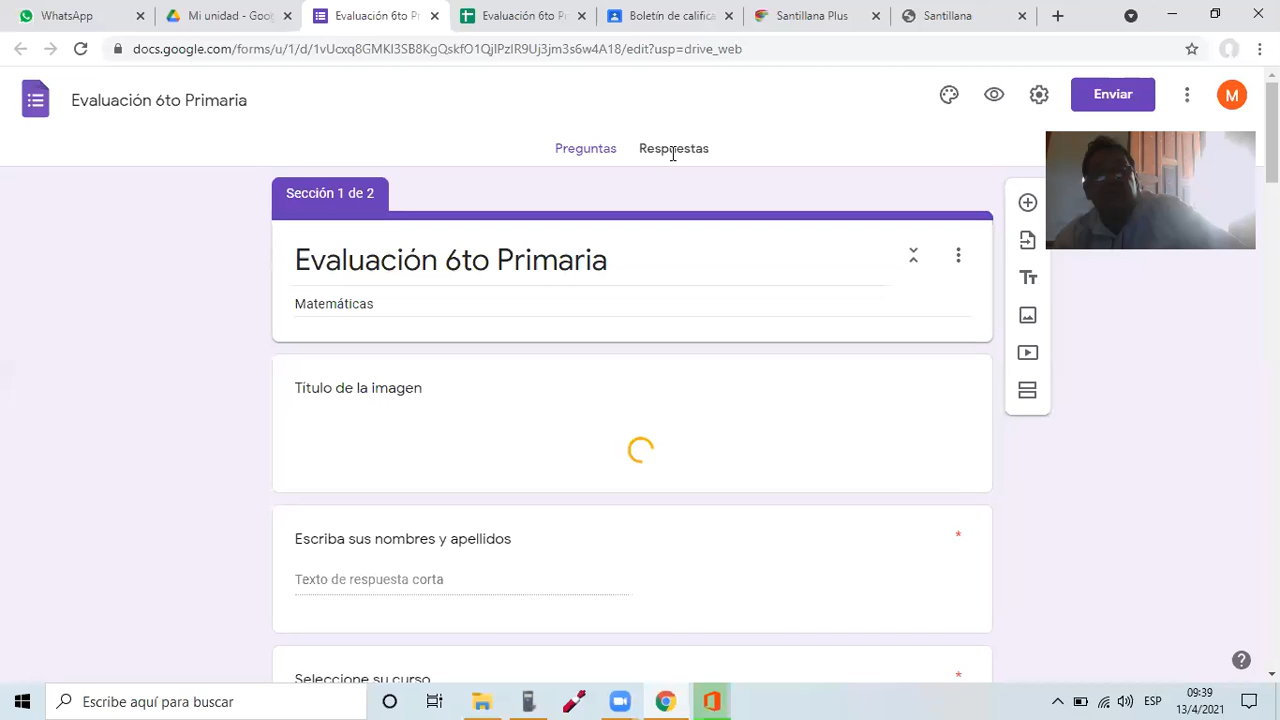 WhatsApp
Mi unidad - Goo
Evaluación 6to P
Evaluación 6to P
Boletín de califica
Santillana Plus
Santillana
docs.google.com/forms/u/1/d/1vUcxq8GMKI3SB8KgQskfO1QjlPzlR9Uj3jm3s6w4A18/edit?usp=drive_web
Evaluación 6to Primaria
Enviar
M
Preguntas
Respuestas
Sección 1 de 2
Evaluación 6to Primaria
Matemáticas
Título de la imagen
Escriba sus nombres y apellidos
*
Texto de respuesta corta
Seleccione su curso
*
Escribe aquí para buscar
ESP
09:39
13/4/2021